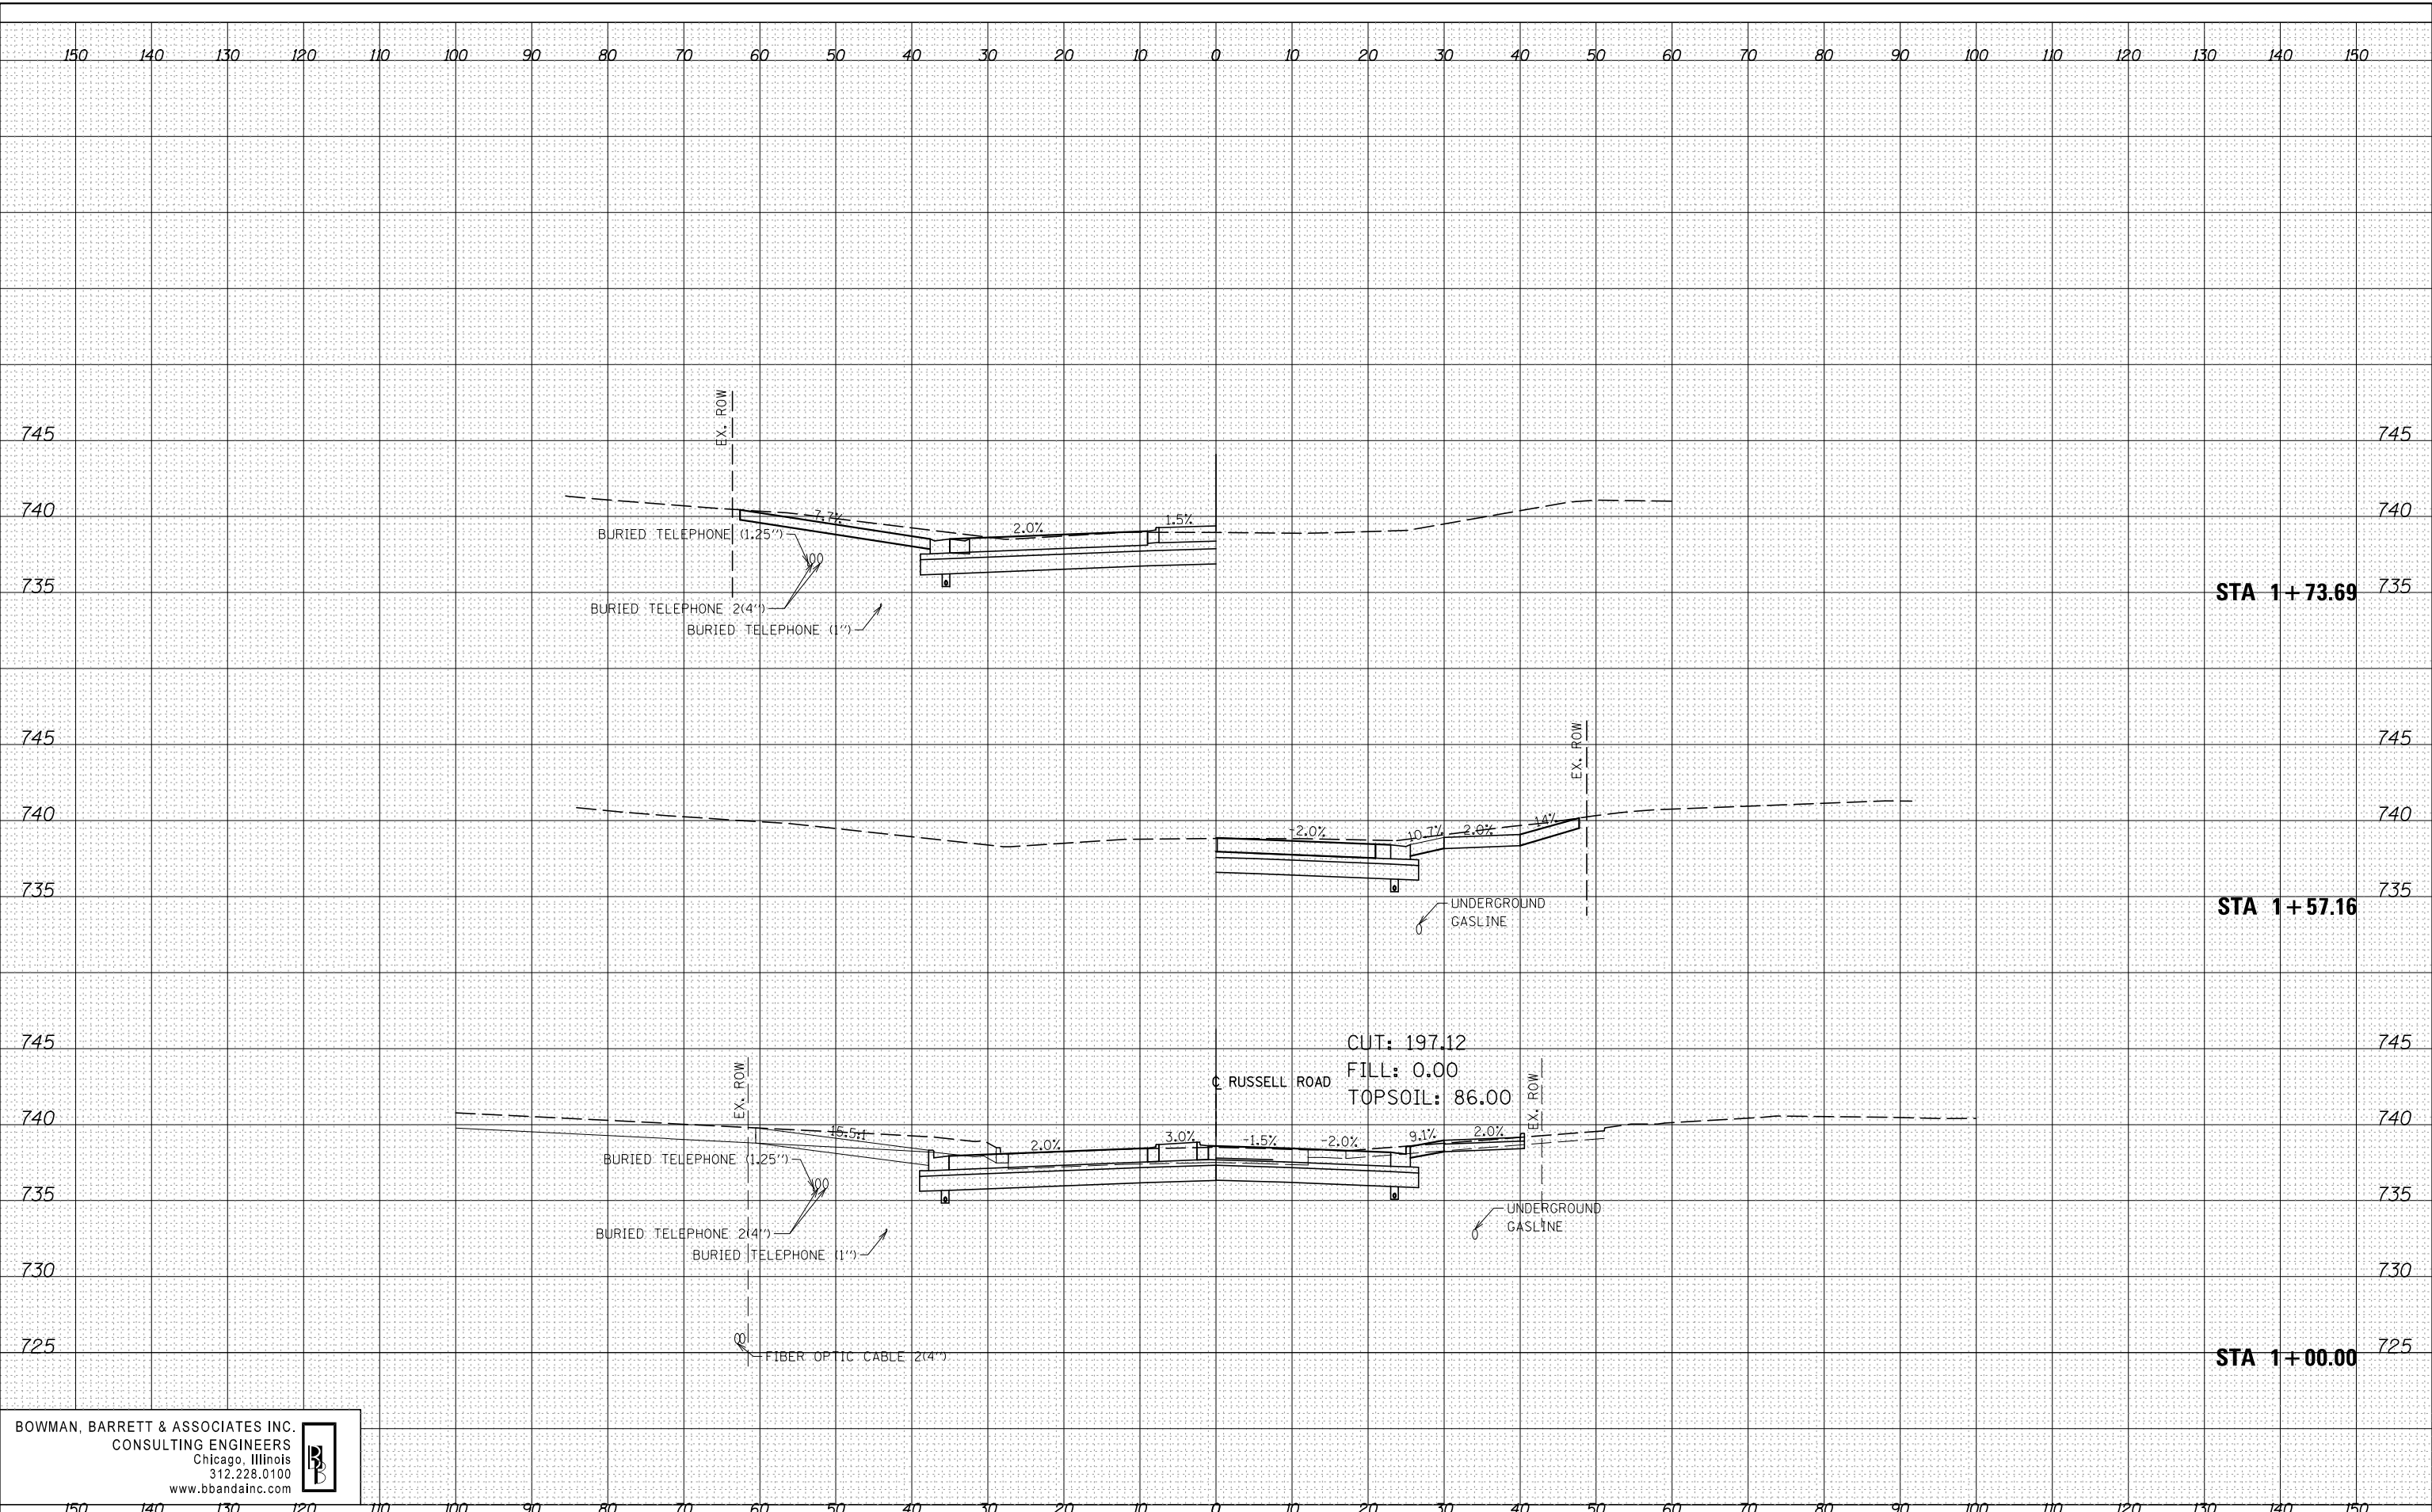 150 140 130 120 110 100 90 80 70 60 50 40 30 20 10 0 10 20 30 40 50 60 70 80 90 100 110 120 130 140 150
EX. ROW
745 745
740 740
7.7% 2.0% 1.5%
BURIED TELEPHONE (1.25'')
735 STA 1+73.69 735
BURIED TELEPHONE 2(4'')
BURIED TELEPHONE (1'')
EX. ROW
745 745
740 740
-2.0% 10.7% 2.0% 14%
735 735
UNDERGROUND
GASLINE
STA 1+57.16
745 745
CUT: 197.12
FILL: 0.00
TOPSOIL: 86.00
℄ RUSSELL ROAD
EX. ROW
EX. ROW
740 740
15.5:1 2.0% 3.0% -1.5% -2.0% 9.1% 2.0%
BURIED TELEPHONE (1.25'')
735 735
UNDERGROUND
GASLINE
BURIED TELEPHONE 2(4'')
BURIED TELEPHONE (1'')
730 730
725 725
FIBER OPTIC CABLE 2(4'')
STA 1+00.00
BOWMAN, BARRETT & ASSOCIATES INC.
CONSULTING ENGINEERS
Chicago, Illinois
312.228.0100
www.bbandainc.com
150 140 130 120 110 100 90 80 70 60 50 40 30 20 10 0 10 20 30 40 50 60 70 80 90 100 110 120 130 140 150